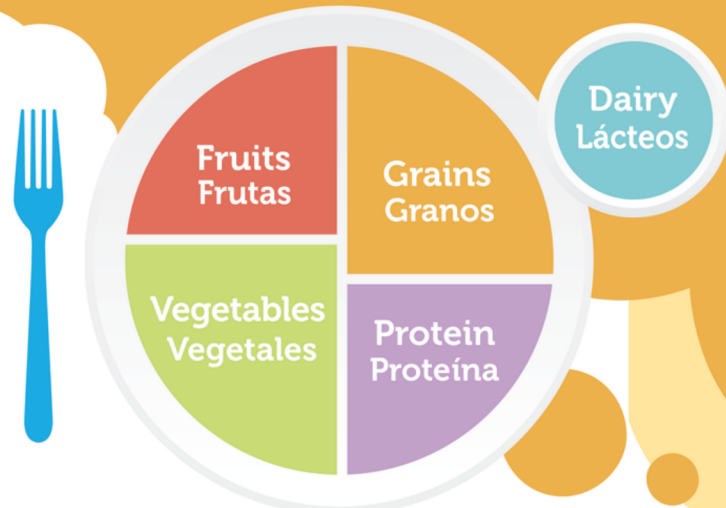 Fruits
Frutas
Grains
Granos
Dairy
Lácteos
Vegetables
Vegetales
Protein
Proteína